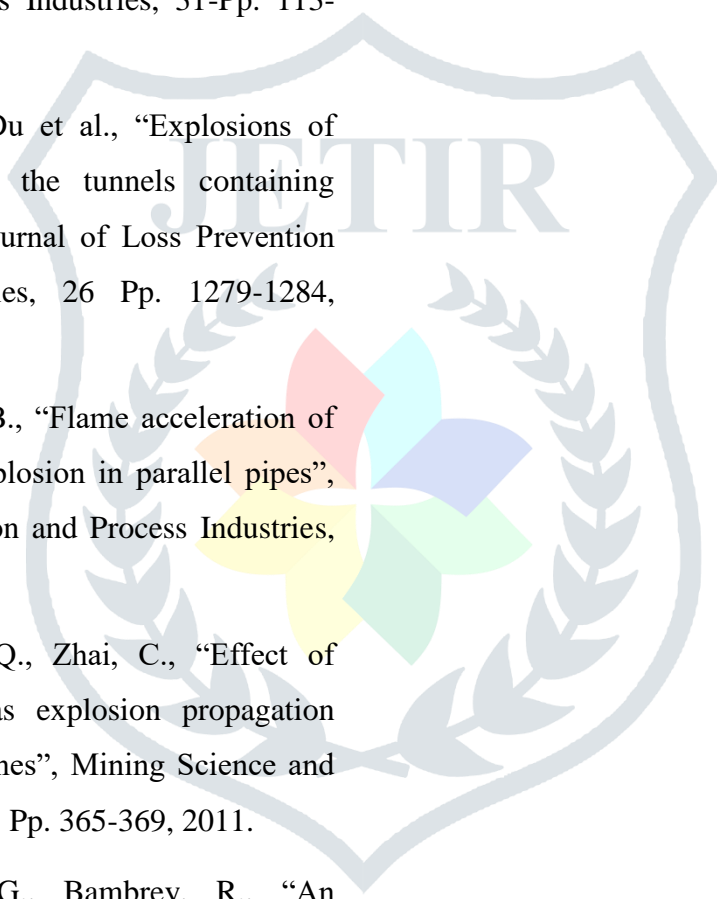 Industries, 31-Pp. 113-
Du et al., “Explosions of
the tunnels containing
urnal of Loss Prevention
es, 26 Pp. 1279-1284,
JETIR
B., “Flame acceleration of
plosion in parallel pipes”,
on and Process Industries,
Q., Zhai, C., “Effect of
as explosion propagation
nes”, Mining Science and
Pp. 365-369, 2011.
G., Bambrey, R., “An